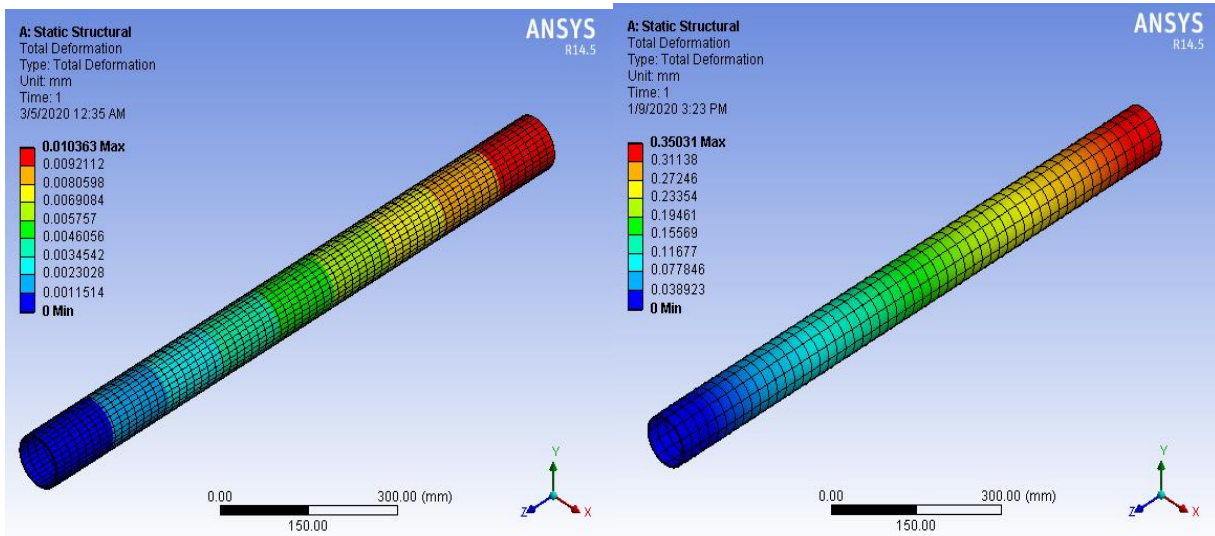 A: Static Structural
Total Deformation
Type: Total Deformation
Unit: mm
Time: 1
3/5/2020 12:35 AM
ANSYS
R14.5
0.010363 Max
0.0092112
0.0080598
0.0069084
0.005757
0.0046056
0.0034542
0.0023028
0.0011514
0 Min
0.00
300.00 (mm)
150.00
Y
Z
X
A: Static Structural
Total Deformation
Type: Total Deformation
Unit: mm
Time: 1
1/9/2020 3:23 PM
ANSYS
R14.5
0.35031 Max
0.31138
0.27246
0.23354
0.19461
0.15569
0.11677
0.077846
0.038923
0 Min
0.00
300.00 (mm)
150.00
Y
Z
X